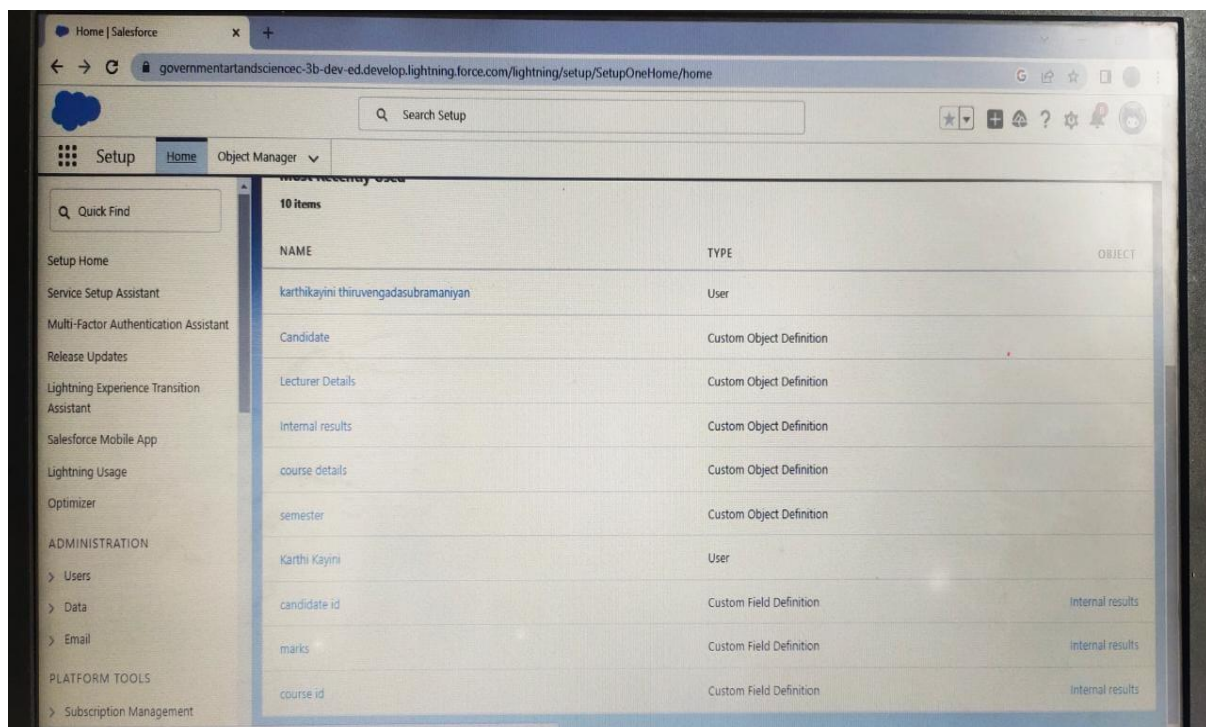 Home | Salesforce
governmentartandsciencec-3b-dev-ed.develop.lightning.force.com/lightning/setup/SetupOneHome/home
Search Setup
Setup Home Object Manager
Quick Find
Setup Home
Service Setup Assistant
Multi-Factor Authentication Assistant
Release Updates
Lightning Experience Transition
Assistant
Salesforce Mobile App
Lightning Usage
Optimizer
ADMINISTRATION
> Users
> Data
> Email
PLATFORM TOOLS
> Subscription Management
Most Recently Used
10 items
NAME TYPE OBJECT
karthikayini thiruvengadasubramaniyan User
Candidate Custom Object Definition
Lecturer Details Custom Object Definition
Internal results Custom Object Definition
course details Custom Object Definition
semester Custom Object Definition
Karthi Kayini User
candidate id Custom Field Definition Internal results
marks Custom Field Definition Internal results
course id Custom Field Definition Internal results